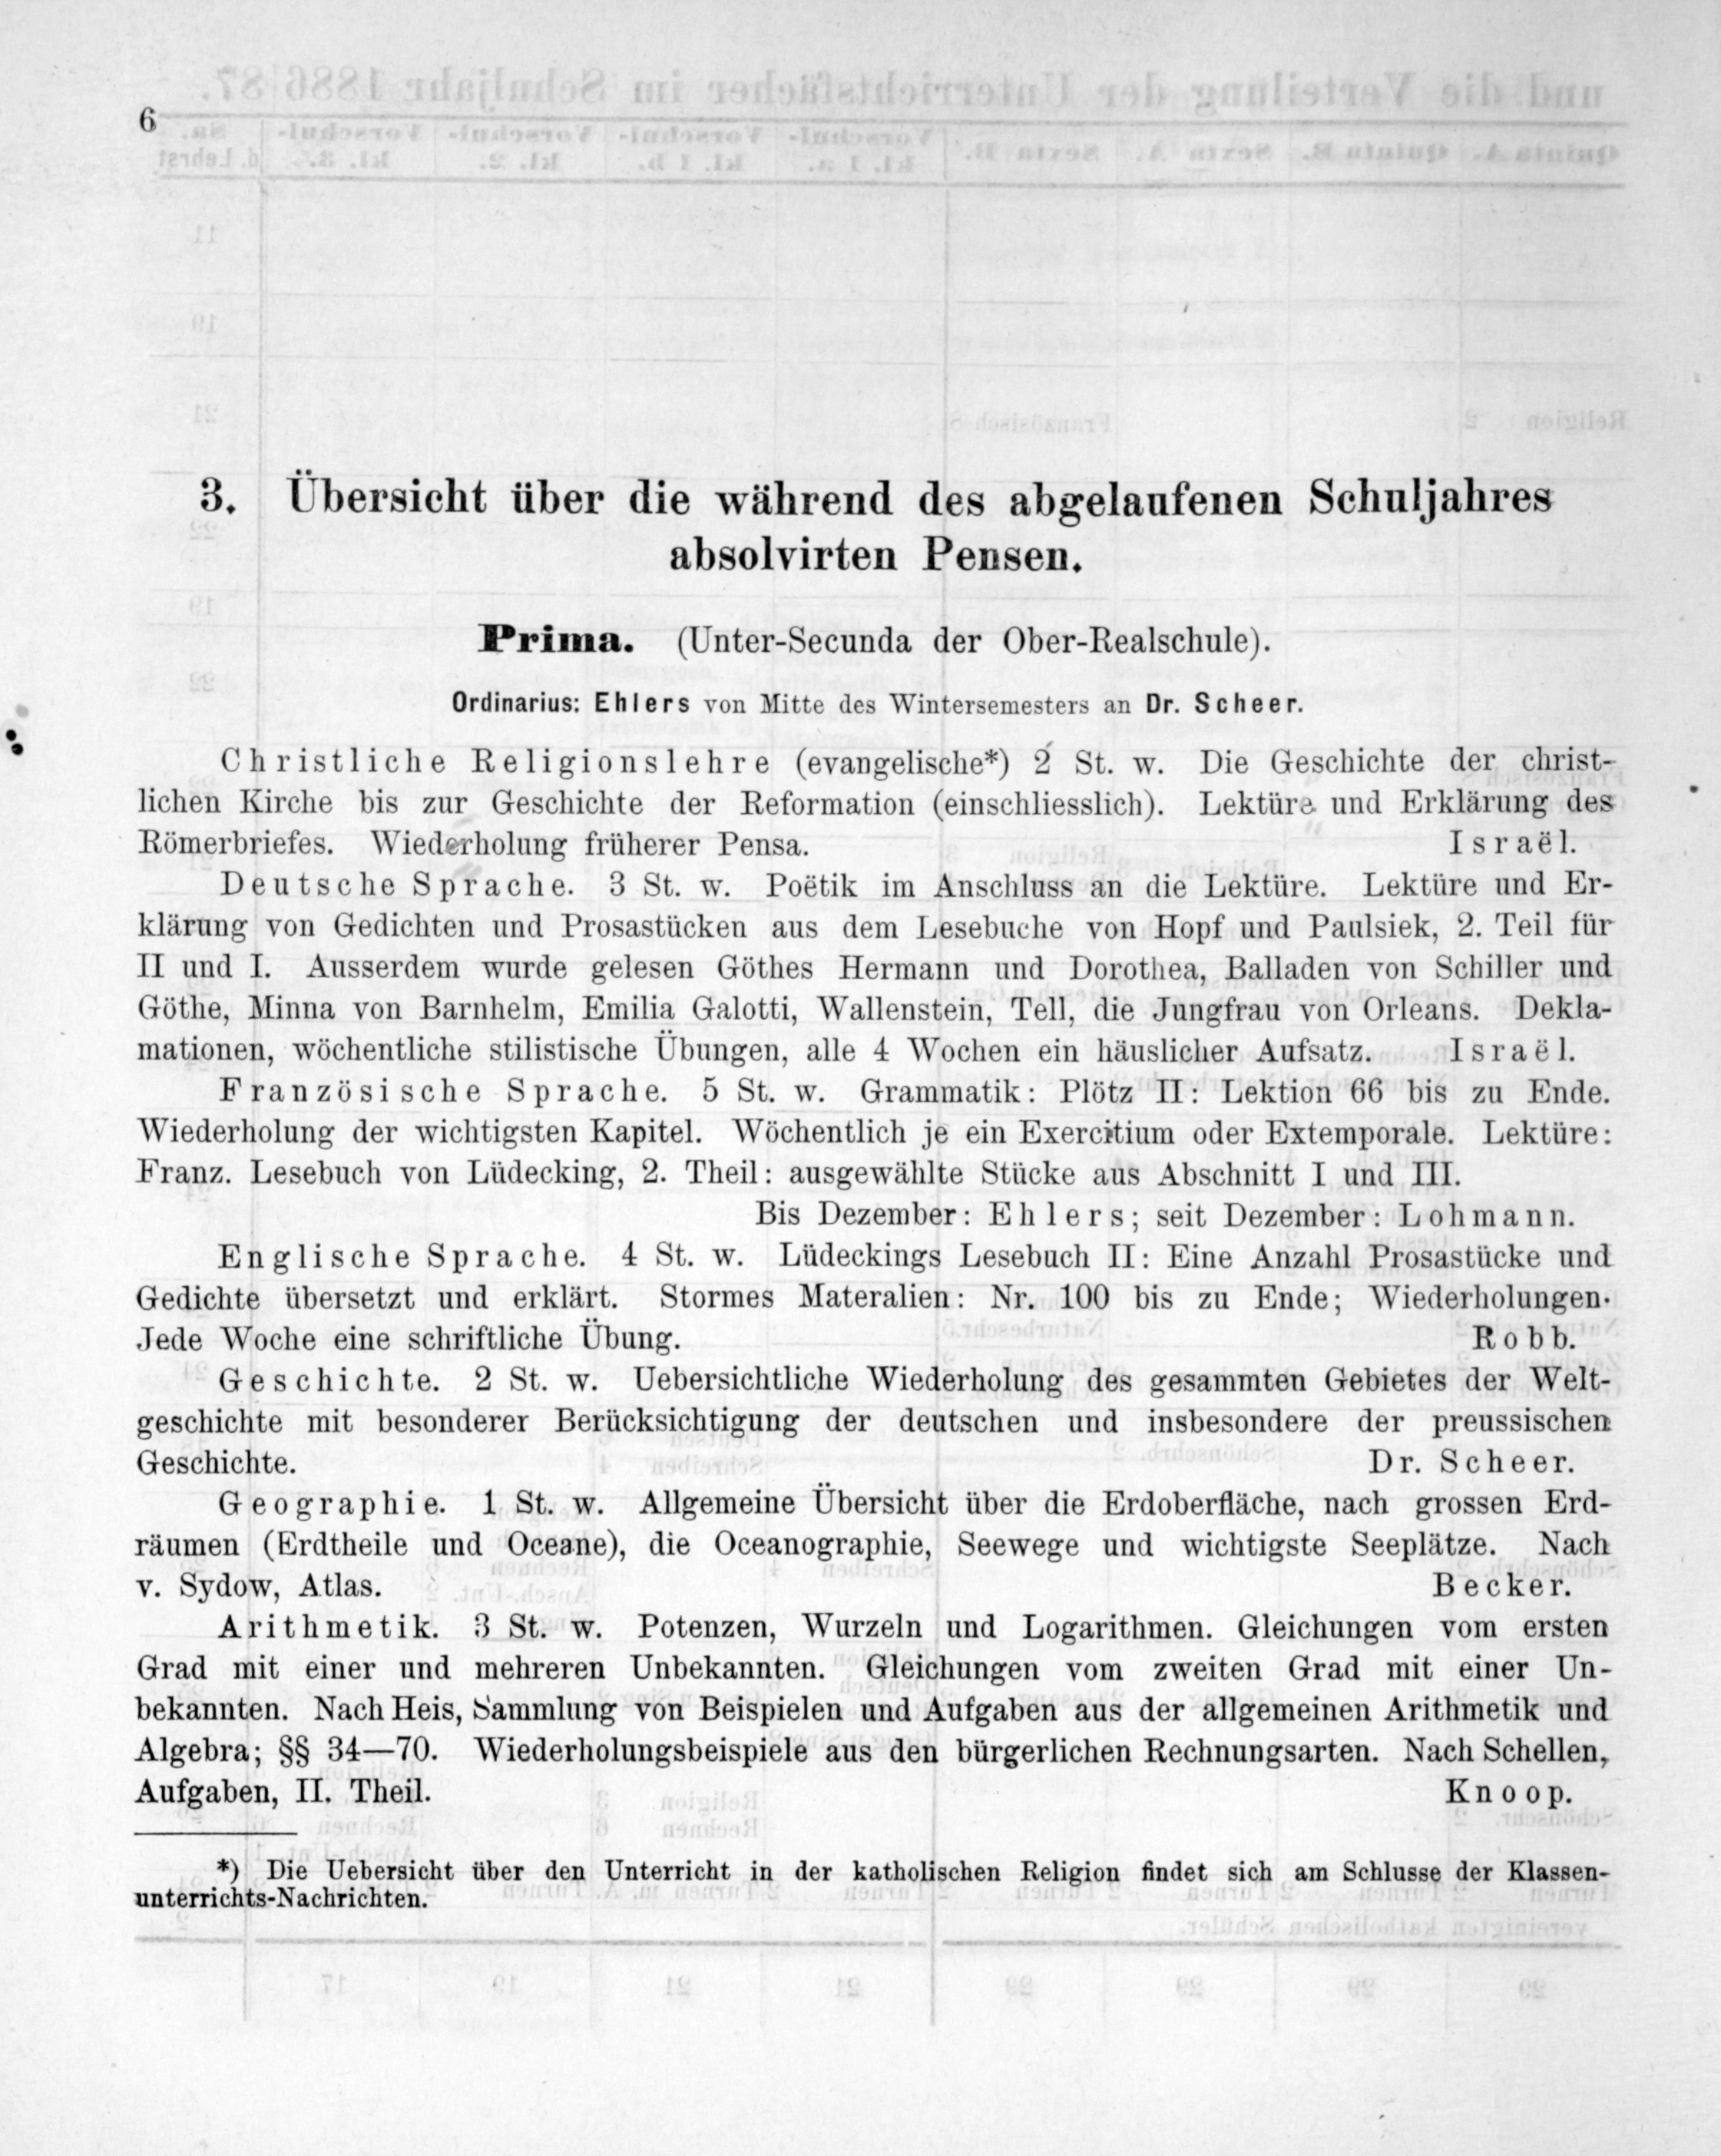 6
3. Übersicht über die während des abgelaufenen Schuljahres
absolvirten Pensen.
Prima. (Unter-Secunda der Ober-Realschule).
Ordinarius: Ehlers von Mitte des Wintersemesters an Dr. Scheer.
Christliche Religionslehre (evangelische*) 2 St. w. Die Geschichte der christ-
lichen Kirche bis zur Geschichte der Reformation (einschliesslich). Lektüre und Erklärung des
Römerbriefes. Wiederholung früherer Pensa. Israël.
Deutsche Sprache. 3 St. w. Poëtik im Anschluss an die Lektüre. Lektüre und Er-
klärung von Gedichten und Prosastücken aus dem Lesebuche von Hopf und Paulsiek, 2. Teil für
II und I. Ausserdem wurde gelesen Göthes Hermann und Dorothea, Balladen von Schiller und
Göthe, Minna von Barnhelm, Emilia Galotti, Wallenstein, Tell, die Jungfrau von Orleans. Dekla-
mationen, wöchentliche stilistische Übungen, alle 4 Wochen ein häuslicher Aufsatz. Israël.
Französische Sprache. 5 St. w. Grammatik: Plötz II: Lektion 66 bis zu Ende.
Wiederholung der wichtigsten Kapitel. Wöchentlich je ein Exercitium oder Extemporale. Lektüre:
Franz. Lesebuch von Lüdecking, 2. Theil: ausgewählte Stücke aus Abschnitt I und III.
Bis Dezember: Ehlers; seit Dezember: Lohmann.
Englische Sprache. 4 St. w. Lüdeckings Lesebuch II: Eine Anzahl Prosastücke und
Gedichte übersetzt und erklärt. Stormes Materalien: Nr. 100 bis zu Ende; Wiederholungen.
Jede Woche eine schriftliche Übung. Robb.
Geschichte. 2 St. w. Uebersichtliche Wiederholung des gesammten Gebietes der Welt-
geschichte mit besonderer Berücksichtigung der deutschen und insbesondere der preussischen
Geschichte. Dr. Scheer.
Geographie. 1 St. w. Allgemeine Übersicht über die Erdoberfläche, nach grossen Erd-
räumen (Erdtheile und Oceane), die Oceanographie, Seewege und wichtigste Seeplätze. Nach
v. Sydow, Atlas. Becker.
Arithmetik. 3 St. w. Potenzen, Wurzeln und Logarithmen. Gleichungen vom ersten
Grad mit einer und mehreren Unbekannten. Gleichungen vom zweiten Grad mit einer Un-
bekannten. Nach Heis, Sammlung von Beispielen und Aufgaben aus der allgemeinen Arithmetik und
Algebra; §§ 34—70. Wiederholungsbeispiele aus den bürgerlichen Rechnungsarten. Nach Schellen,
Aufgaben, II. Theil. Knoop.
*) Die Uebersicht über den Unterricht in der katholischen Religion findet sich am Schlusse der Klassen-
unterrichts-Nachrichten.